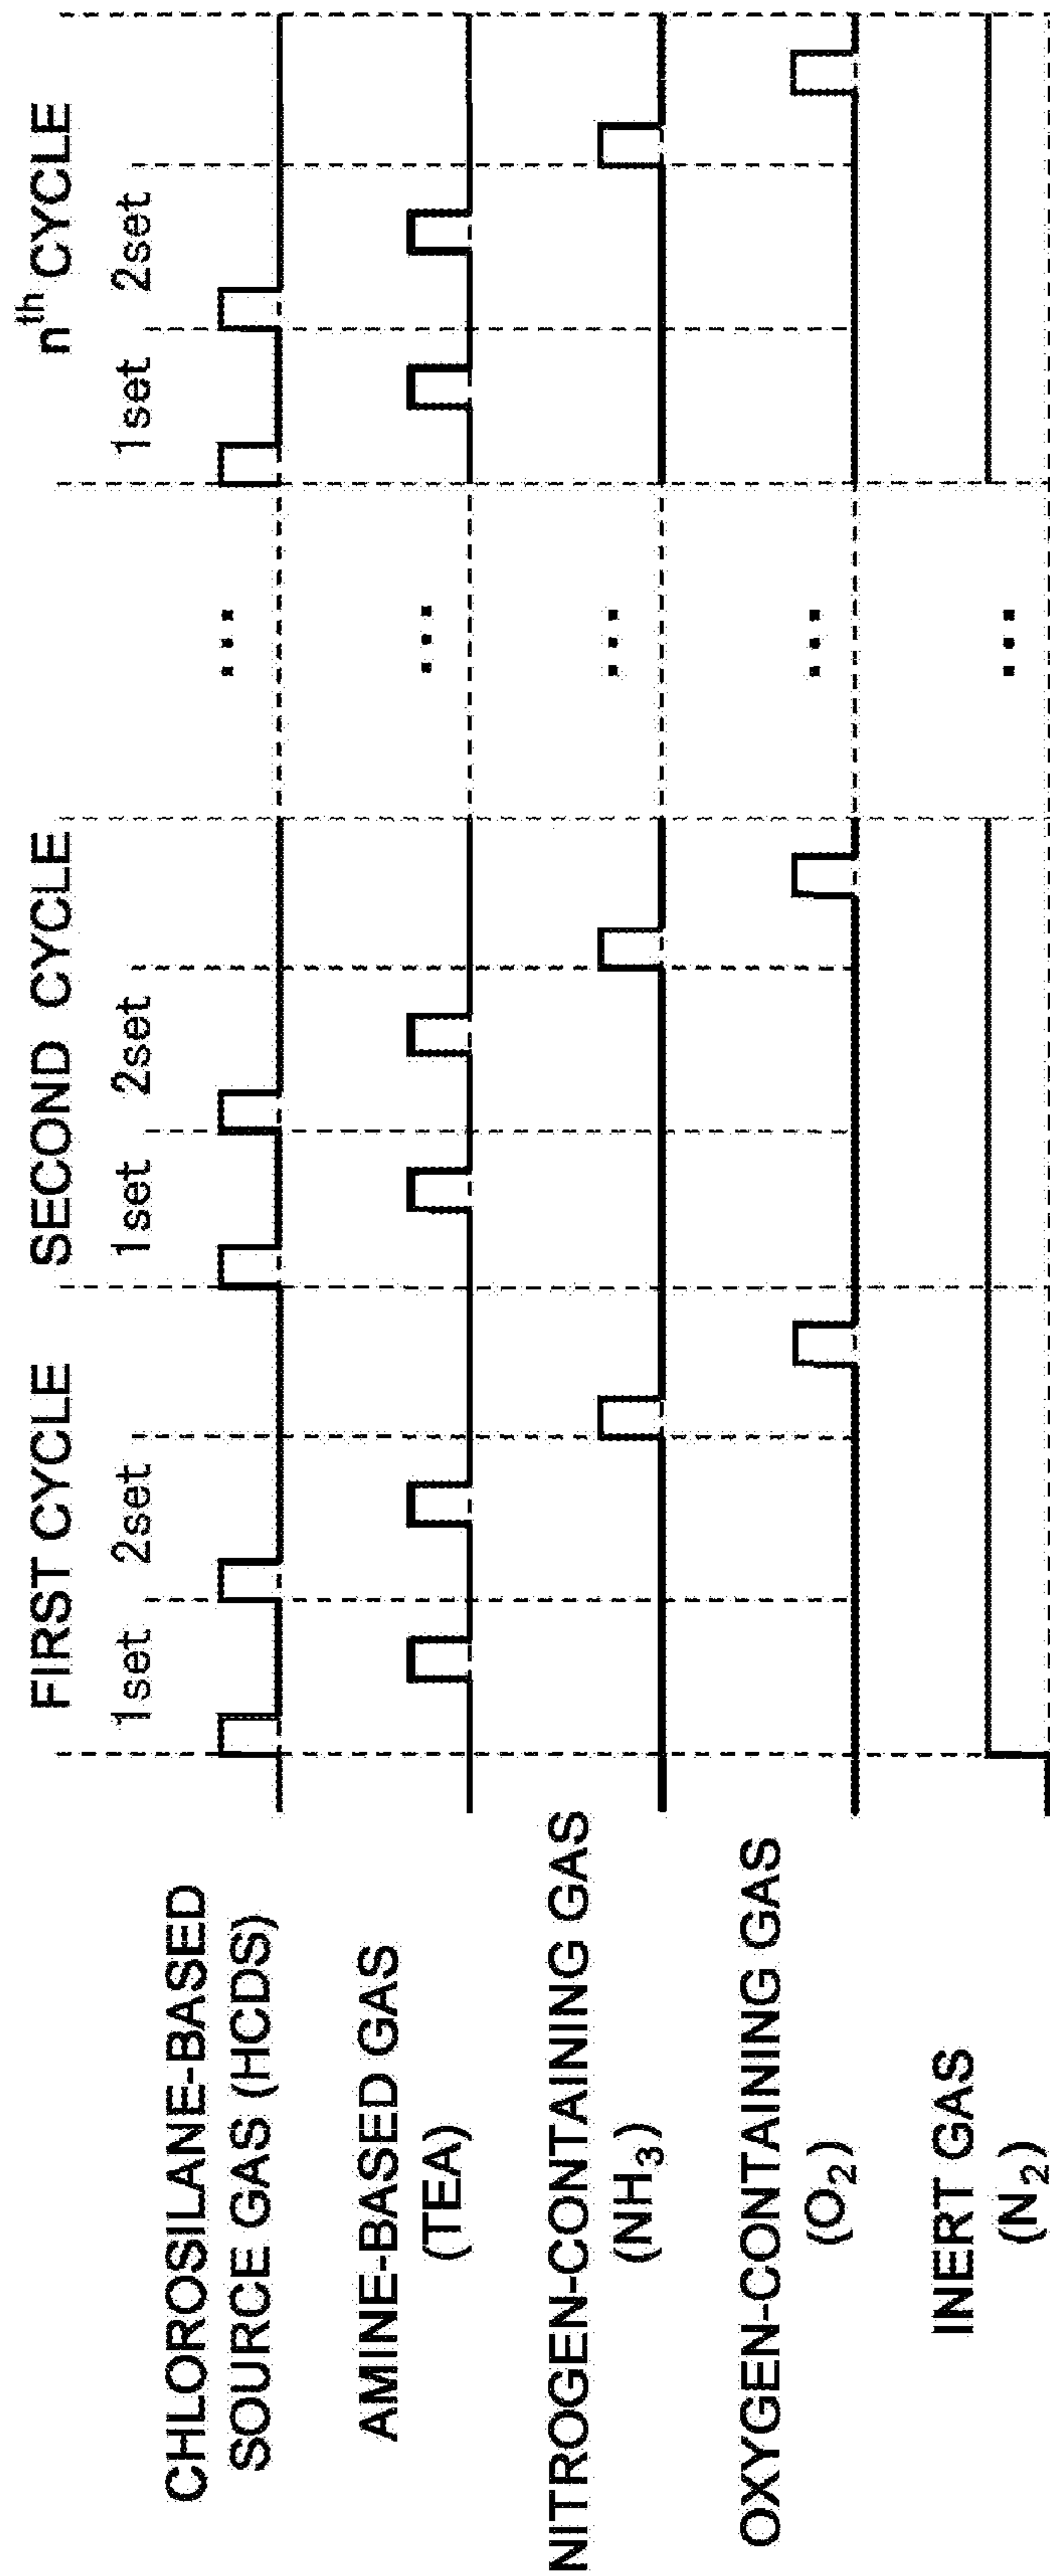 FIRST CYCLE SECOND CYCLE nth CYCLE
1set 2set 1set 2set 1set 2set
CHLOROSILANE-BASED
SOURCE GAS (HCDS)
...
AMINE-BASED GAS
(TEA)
...
NITROGEN-CONTAINING GAS
(NH3)
...
OXYGEN-CONTAINING GAS
(O2)
...
INERT GAS
(N2)
...